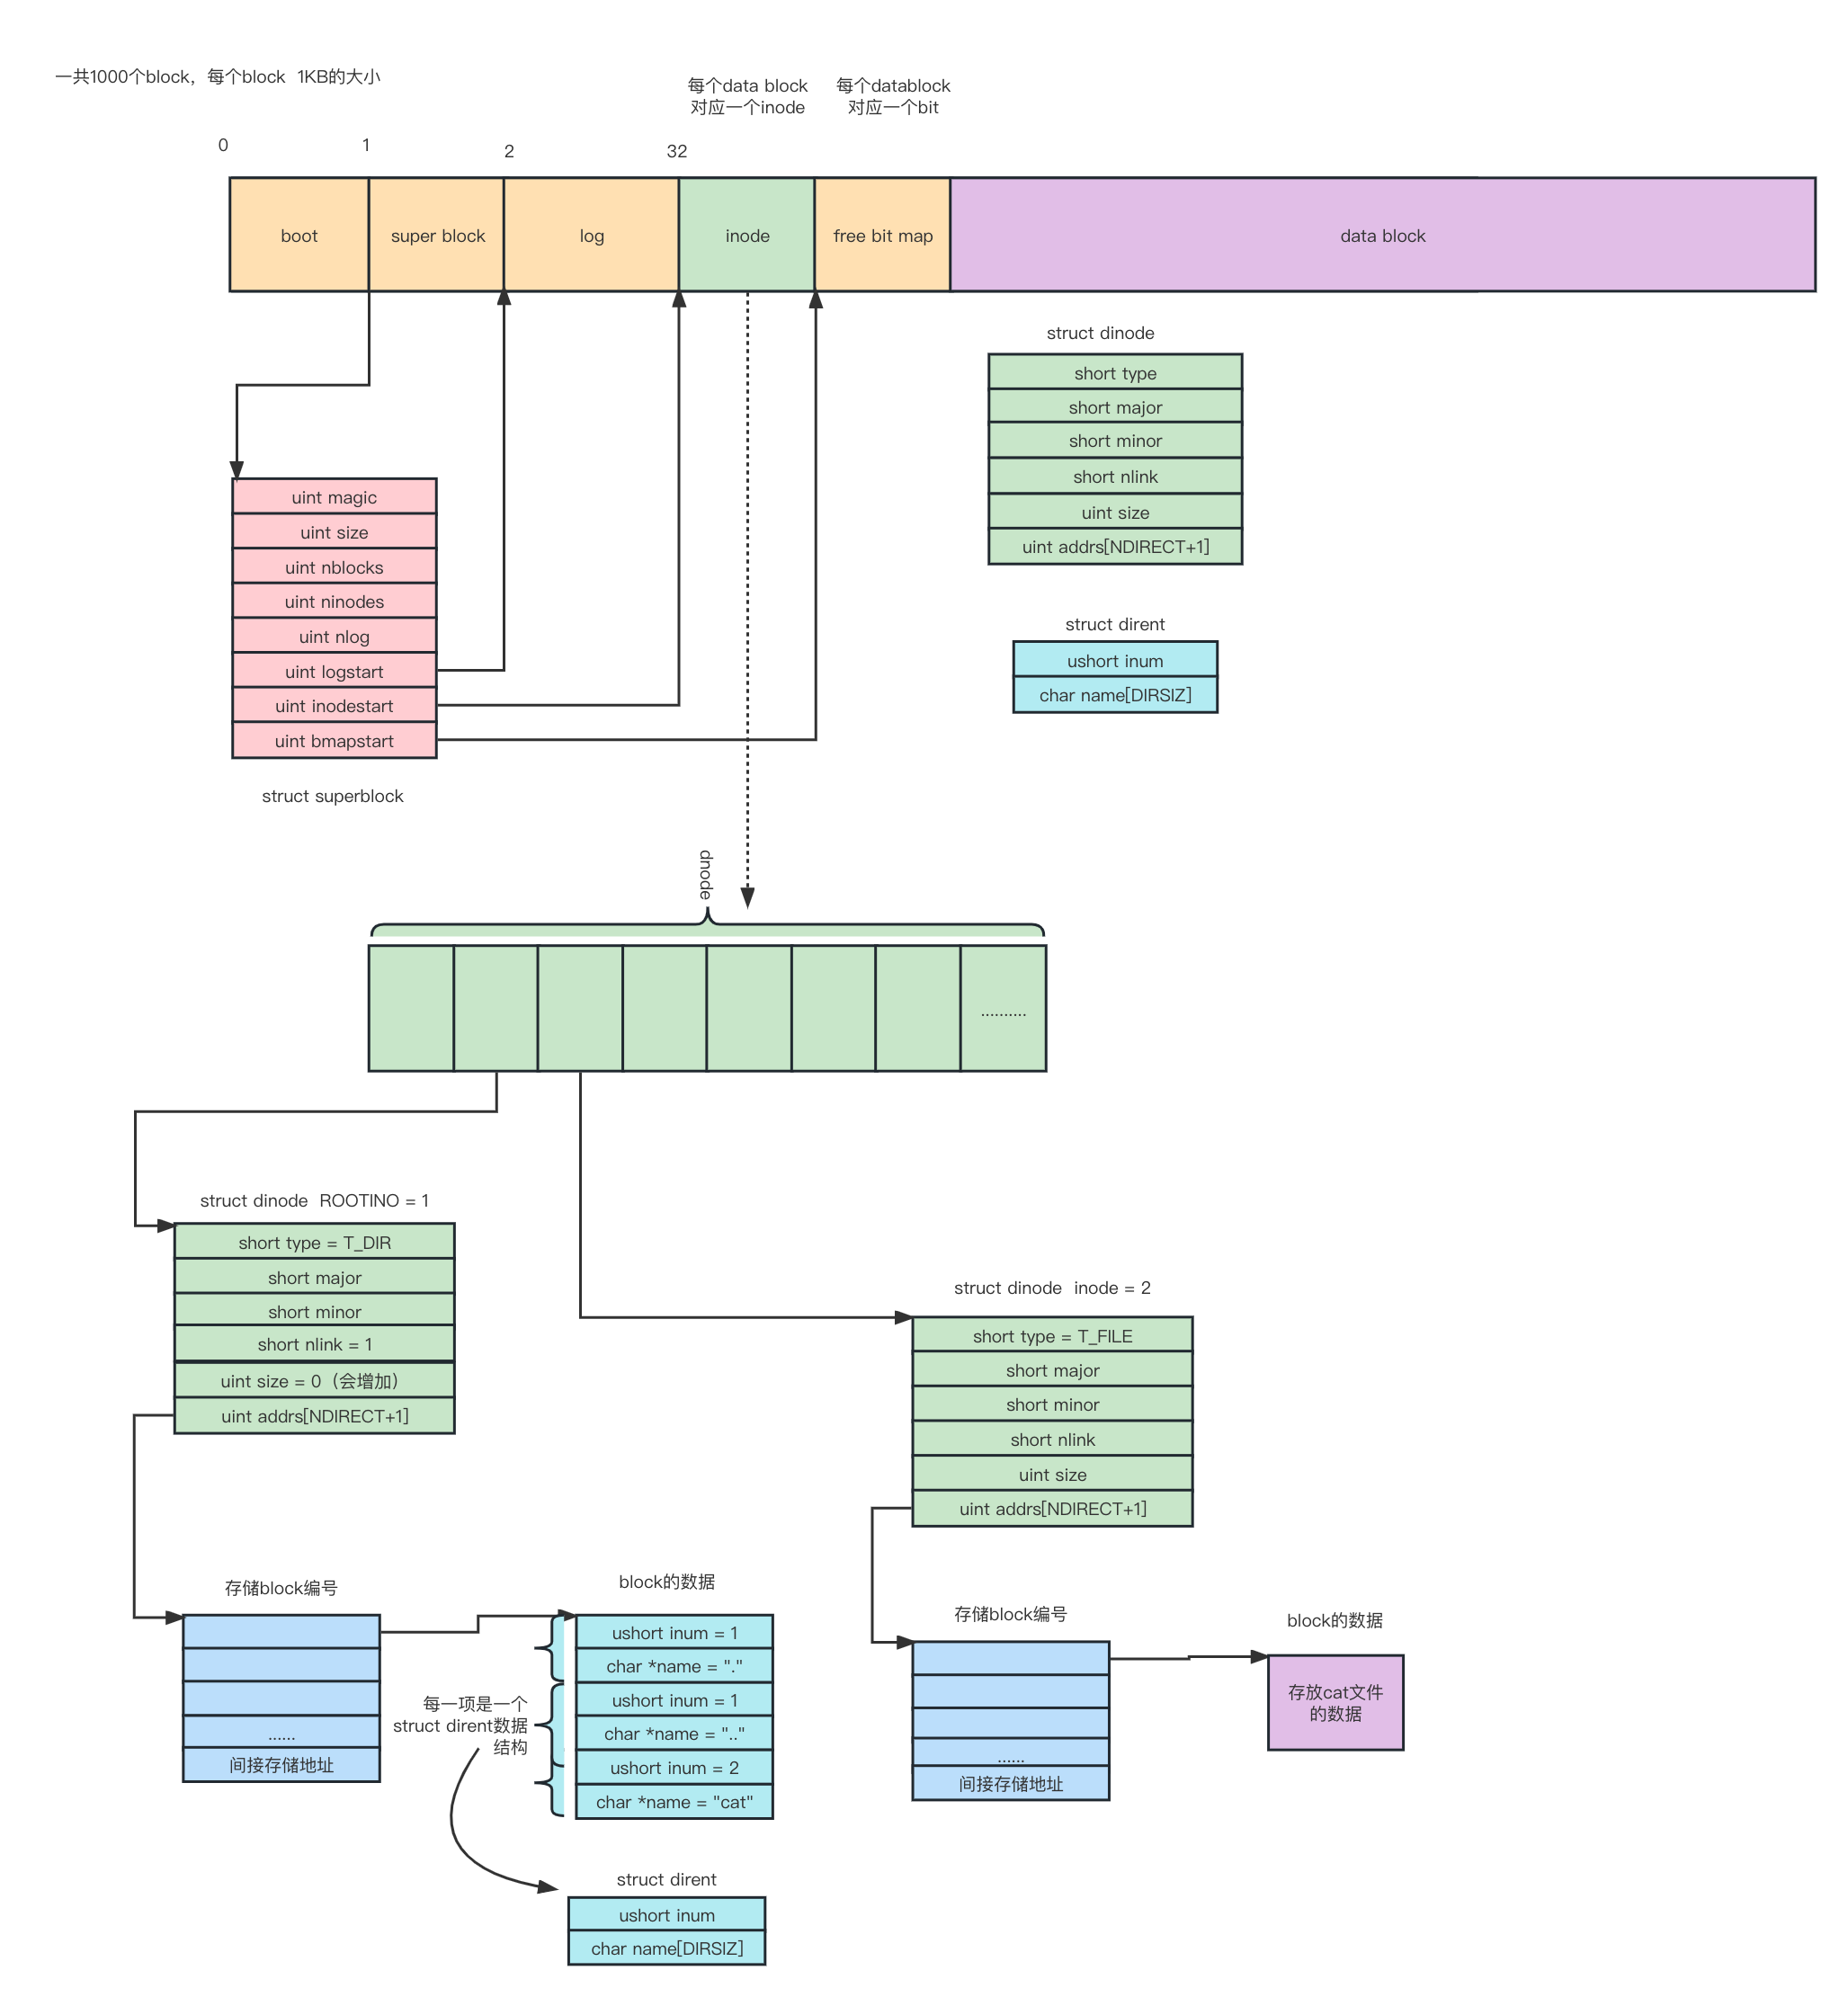 一共1000个block，每个block  1KB的大小
每个data block
对应一个inode
每个datablock
对应一个bit
0
1
2
32
boot
super block
log
inode
free bit map
data block
struct dinode
short type
short major
short minor
short nlink
uint size
uint addrs[NDIRECT+1]
uint magic
uint size
uint nblocks
uint ninodes
uint nlog
uint logstart
uint inodestart
uint bmapstart
struct superblock
struct dirent
ushort inum
char name[DIRSIZ]
dnode
..........
struct dinode  ROOTINO = 1
short type = T_DIR
short major
short minor
short nlink = 1
uint size = 0（会增加）
uint addrs[NDIRECT+1]
struct dinode  inode = 2
short type = T_FILE
short major
short minor
short nlink
uint size
uint addrs[NDIRECT+1]
存储block编号
......
间接存储地址
block的数据
ushort inum = 1
char *name = "."
ushort inum = 1
char *name = ".."
ushort inum = 2
char *name = "cat"
每一项是一个
struct dirent数据
结构
struct dirent
ushort inum
char name[DIRSIZ]
存储block编号
......
间接存储地址
block的数据
存放cat文件
的数据